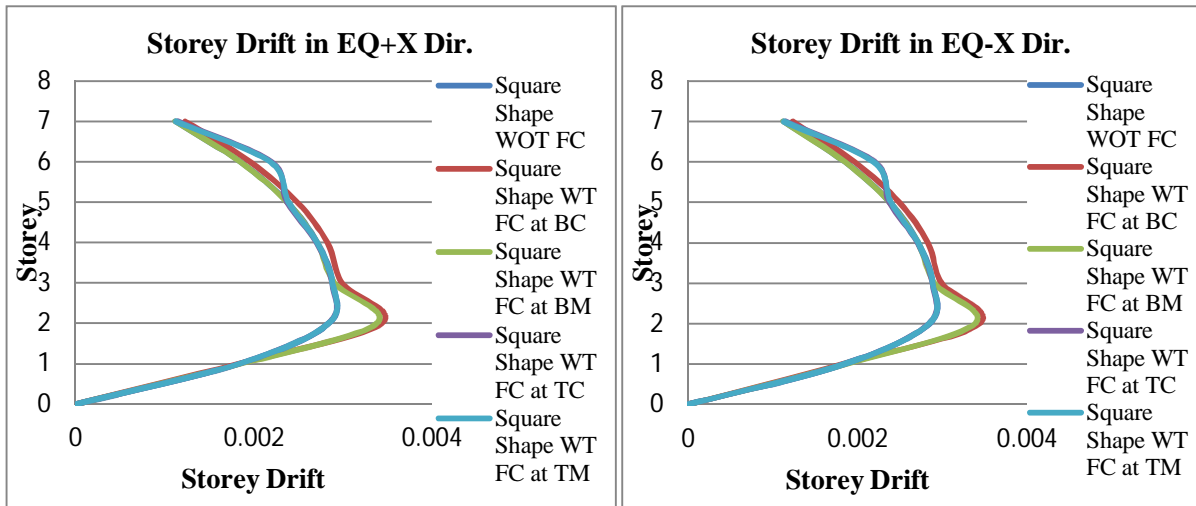 Storey Drift in EQ+X Dir.
8
7
6
5
4
3
2
1
0
Storey
0
0.002
0.004
Storey Drift
Square
Shape
WOT FC
Square
Shape WT
FC at BC
Square
Shape WT
FC at BM
Square
Shape WT
FC at TC
Square
Shape WT
FC at TM
Storey Drift in EQ-X Dir.
8
7
6
5
4
3
2
1
0
Storey
0
0.002
0.004
Storey Drift
Square
Shape
WOT FC
Square
Shape WT
FC at BC
Square
Shape WT
FC at BM
Square
Shape WT
FC at TC
Square
Shape WT
FC at TM